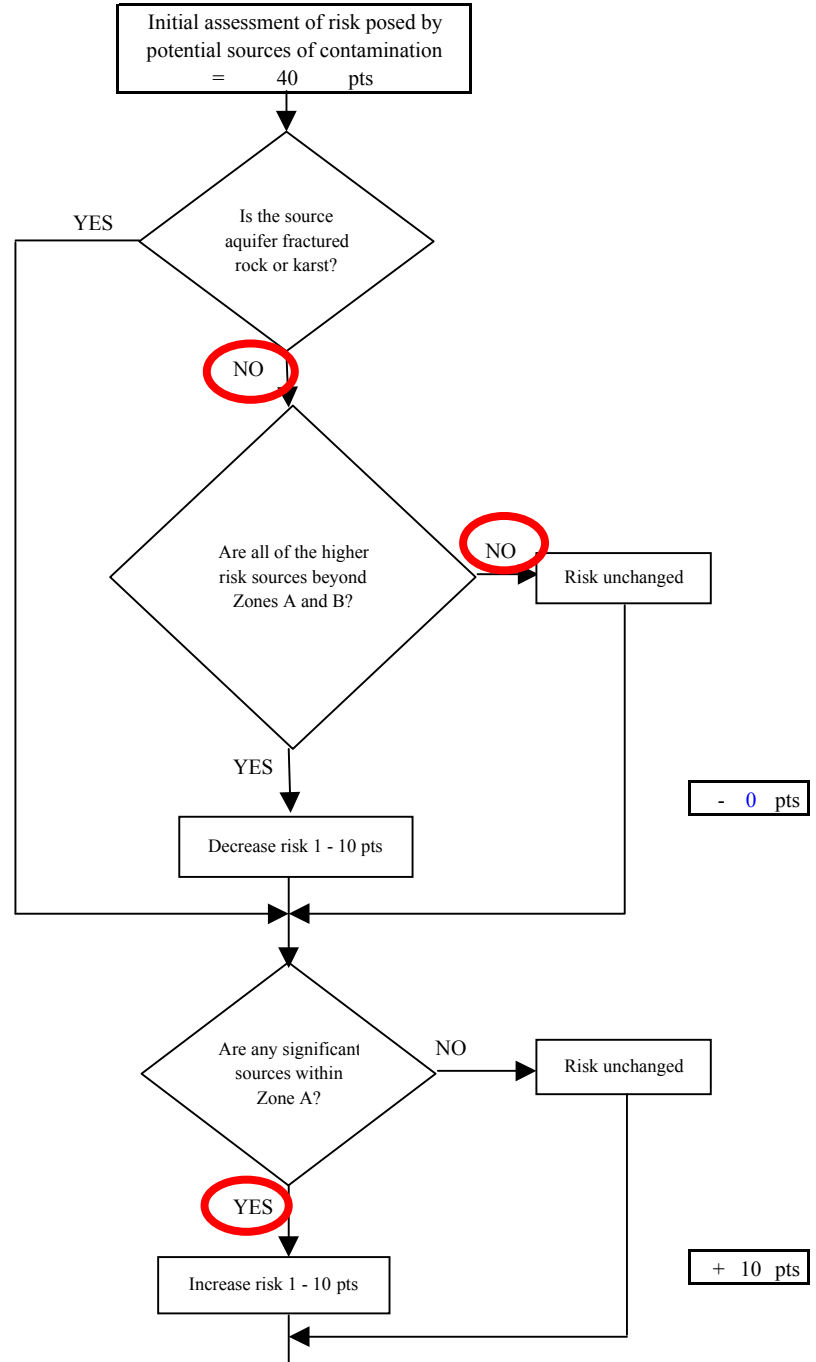 Initial assessment of risk posed by
potential sources of contamination
= 40 pts
Is the source
aquifer fractured
rock or karst?
YES
NO
Are all of the higher
risk sources beyond
Zones A and B?
NO
Risk unchanged
YES
- 0 pts
Decrease risk 1 - 10 pts
Are any significant
sources within
Zone A?
NO
Risk unchanged
YES
+ 10 pts
Increase risk 1 - 10 pts